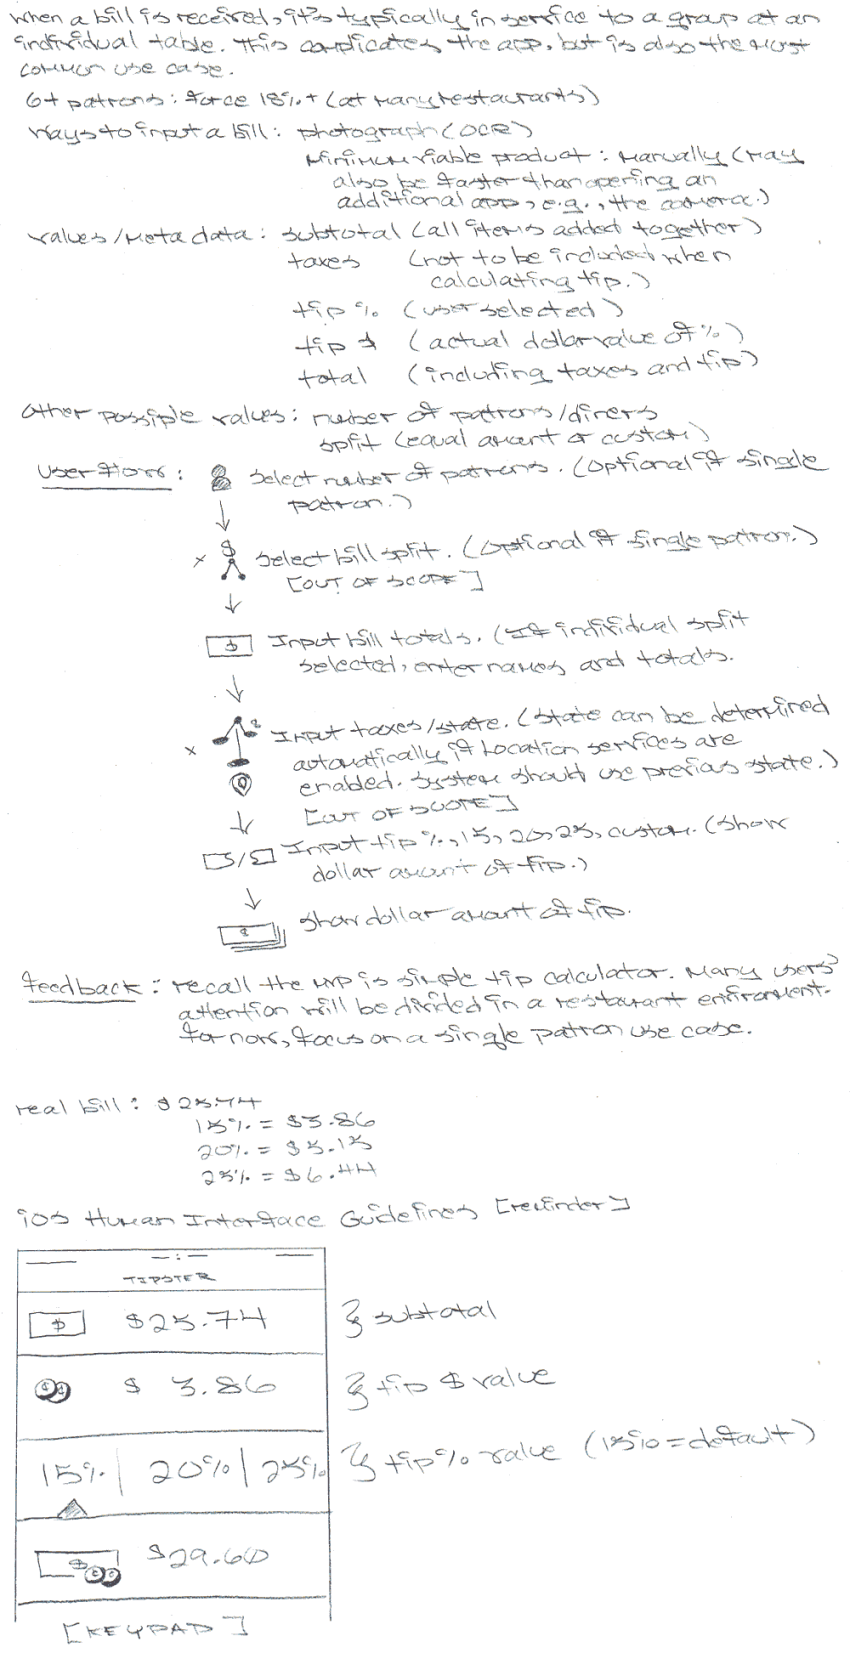 When a bill is received, it's typically in service to a group at an
individual table. This complicates the app, but is also the most
common use case.
6+ patrons: force 18%+ (at many restaurants)
ways to input a bill: photograph (OCR)
Minimum viable product: Manually (May
also be faster than opening an
additional app, e.g., the camera.)
values/Metadata: subtotal (all items added together)
taxes (not to be included when
calculating tip.)
tip % (user selected)
tip $ (actual dollar value of %)
total (including taxes and tip)
Other possible values: number of patrons/diners
split (equal amount or custom)
User flow: Select number of patrons. (Optional if single
patron.)
x $ Select bill split. (Optional if single patron.)
[OUT OF SCOPE]
$ Input bill totals. (If individual split
selected, enter names and totals.
x Input taxes/state. (State can be determined
automatically if Location Services are
enabled. System should use previous state.)
[OUT OF SCOPE]
Input tip %, 15, 20, 25, custom. (Show
dollar amount of tip.)
$ Show dollar amount of tip.
feedback: recall the MVP is simple tip calculator. Many users'
attention will be divided in a restaurant environment.
for now, focus on a single patron use case.
real bill: $25.74
15% = $3.86
20% = $5.15
25% = $6.44
iOS Human Interface Guidelines [reminder]
TIPSTER
$ $25.74 } subtotal
$ 3.86 } tip $ value
15% | 20% | 25% } tip % value (15% = default)
$ $29.60
[KEYPAD]